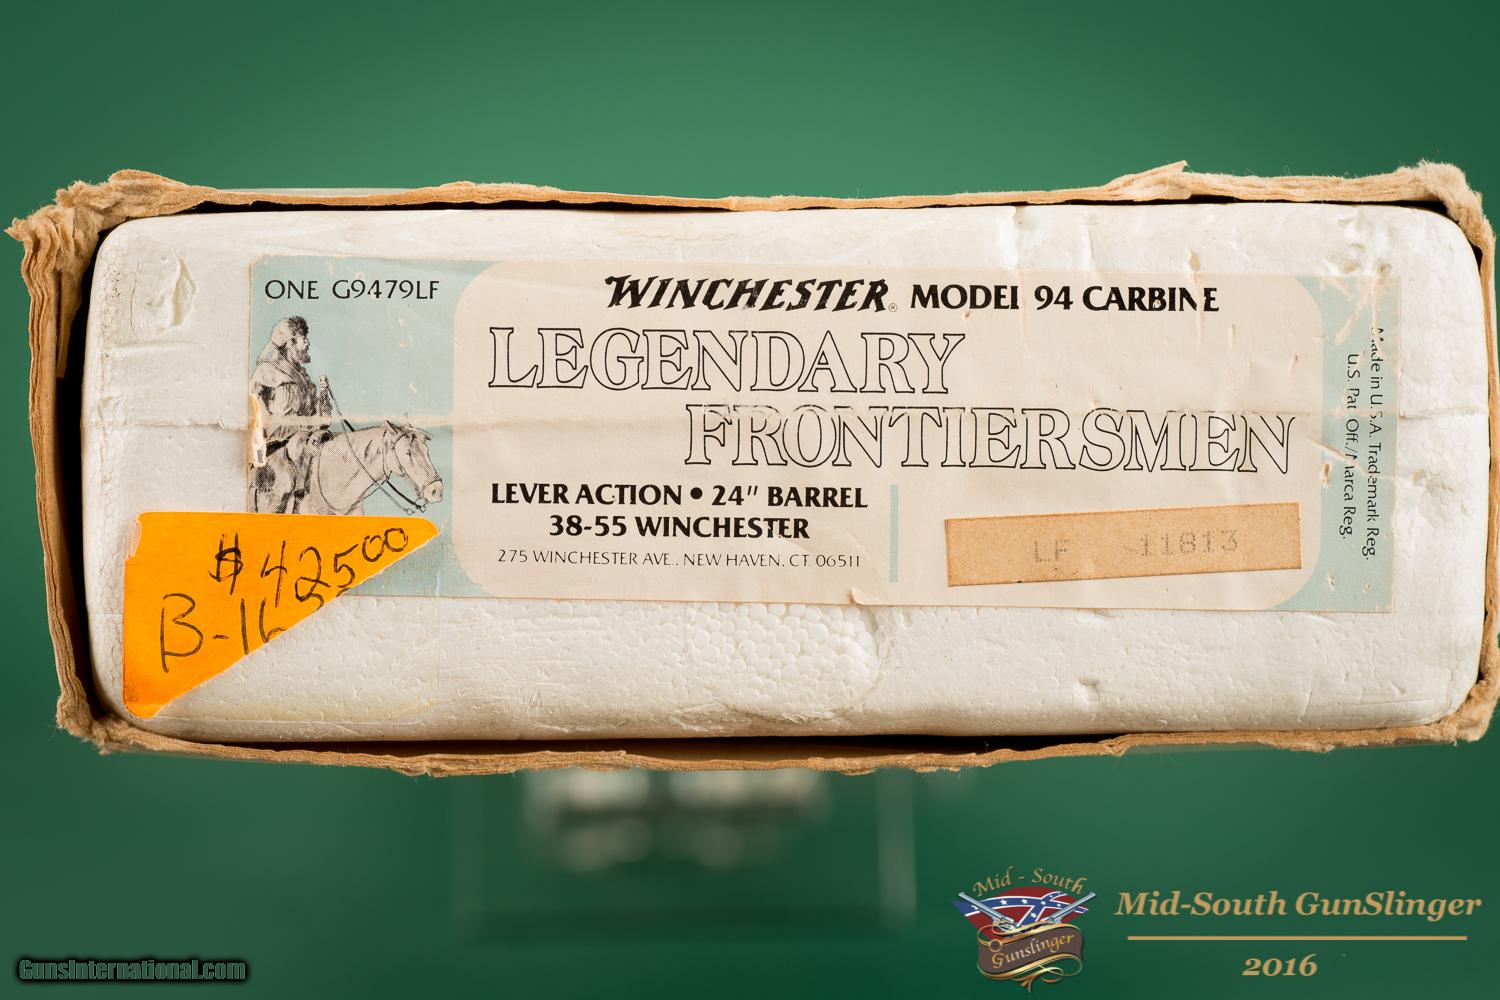 ONE G9479LF
WINCHESTER® MODEL 94 CARBINE
LEGENDARY
FRONTIERSMEN
LEVER ACTION • 24" BARREL
38-55 WINCHESTER
275 WINCHESTER AVE., NEW HAVEN, CT. 06511
LF 11813
Made in U.S.A. Trademark Reg.
U.S. Pat. Off./Marca Reg.
$42500
B-16
Mid - South
Gunslinger
Mid-South GunSlinger
2016
GunsInternational.com